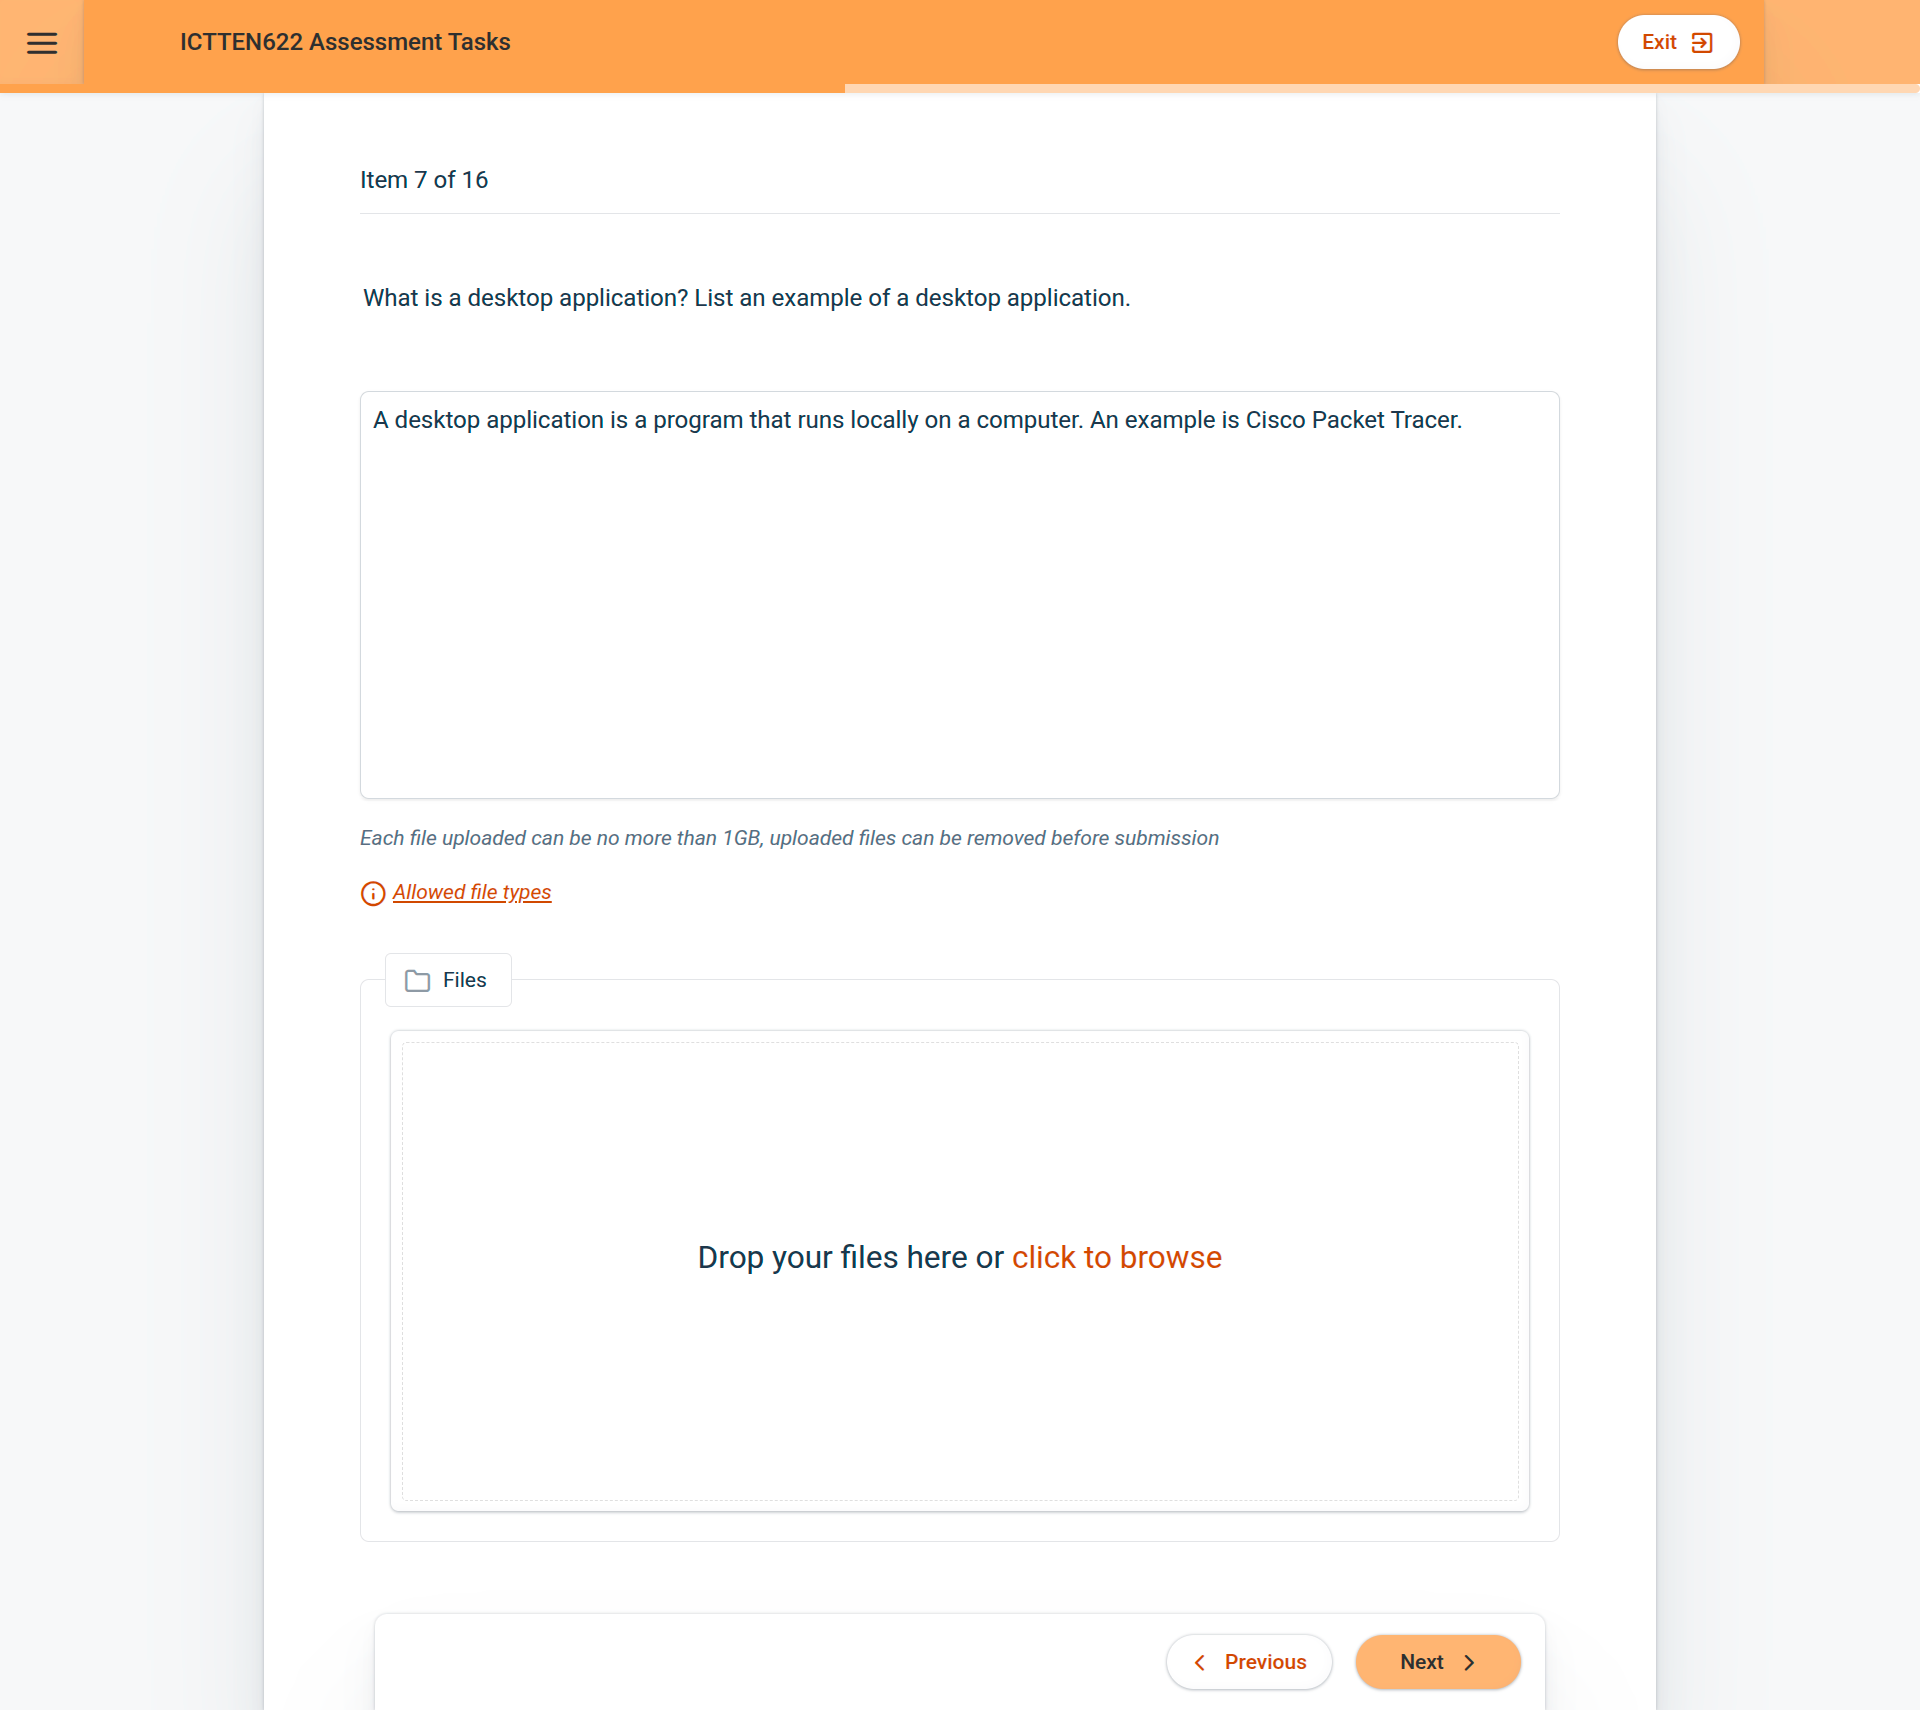 ICTTEN622 Assessment Tasks
Exit
Item 7 of 16
What is a desktop application? List an example of a desktop application.
A desktop application is a program that runs locally on a computer. An example is Cisco Packet Tracer.
Each file uploaded can be no more than 1GB, uploaded files can be removed before submission
Allowed file types
Files
Drop your files here or click to browse
Previous
Next